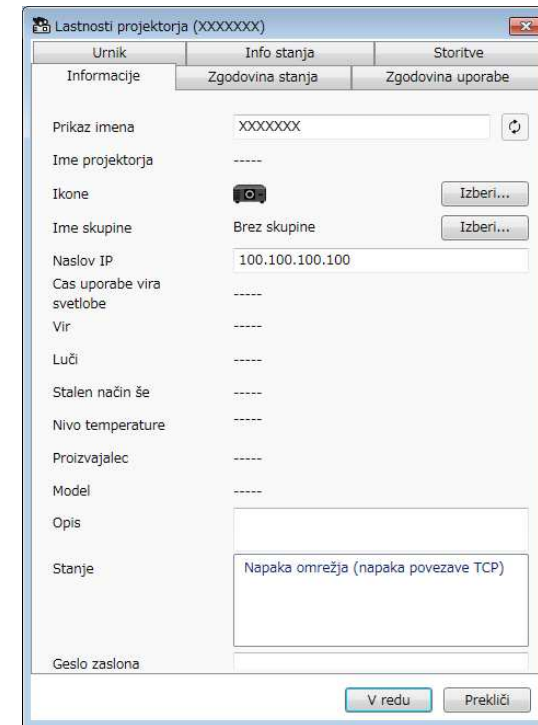 Lastnosti projektorja (XXXXXXX)
Urnik Info stanja Storitve
Informacije Zgodovina stanja Zgodovina uporabe
Prikaz imena XXXXXXX
Ime projektorja -----
Ikone Izberi...
Ime skupine Brez skupine Izberi...
Naslov IP 100.100.100.100
Cas uporabe vira
svetlobe -----
Vir -----
Luči -----
Stalen način še -----
Nivo temperature -----
Proizvajalec -----
Model -----
Opis
Stanje Napaka omrežja (napaka povezave TCP)
Geslo zaslona
V redu Prekliči